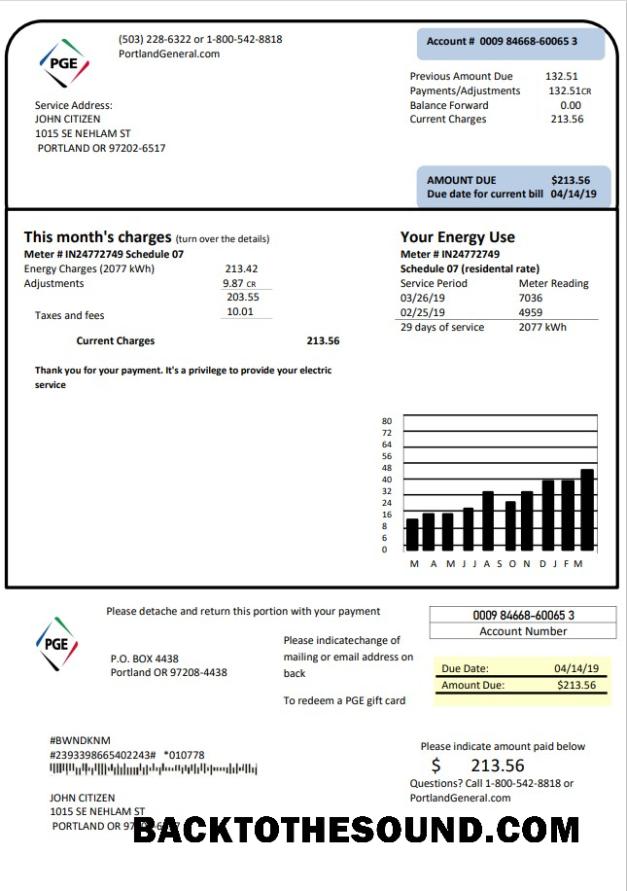 (503) 228-6322 or 1-800-542-8818
PortlandGeneral.com
PGE
Account # 0009 84668-60065 3
Previous Amount Due 132.51
Payments/Adjustments 132.51CR
Balance Forward 0.00
Current Charges 213.56
Service Address:
JOHN CITIZEN
1015 SE NEHLAM ST
PORTLAND OR 97202-6517
AMOUNT DUE $213.56
Due date for current bill 04/14/19
This month's charges (turn over the details)
Meter # IN24772749 Schedule 07
Energy Charges (2077 kWh) 213.42
Adjustments 9.87 CR
203.55
Taxes and fees 10.01
Current Charges 213.56
Thank you for your payment. It's a privilege to provide your electric
service
Your Energy Use
Meter # IN24772749
Schedule 07 (residental rate)
Service Period Meter Reading
03/26/19 7036
02/25/19 4959
29 days of service 2077 kWh
80
72
64
56
48
40
32
24
16
8
6
0
M A M J J A S O N D J F M
Please detache and return this portion with your payment
PGE
P.O. BOX 4438
Portland OR 97208-4438
Please indicatechange of
mailing or email address on
back
To redeem a PGE gift card
0009 84668-60065 3
Account Number
Due Date: 04/14/19
Amount Due: $213.56
#BWNDKNM
#2393398665402243# *010778
Please indicate amount paid below
$ 213.56
Questions? Call 1-800-542-8818 or
PortlandGeneral.com
JOHN CITIZEN
1015 SE NEHLAM ST
PORTLAND OR
BACKTOTHESOUND.COM